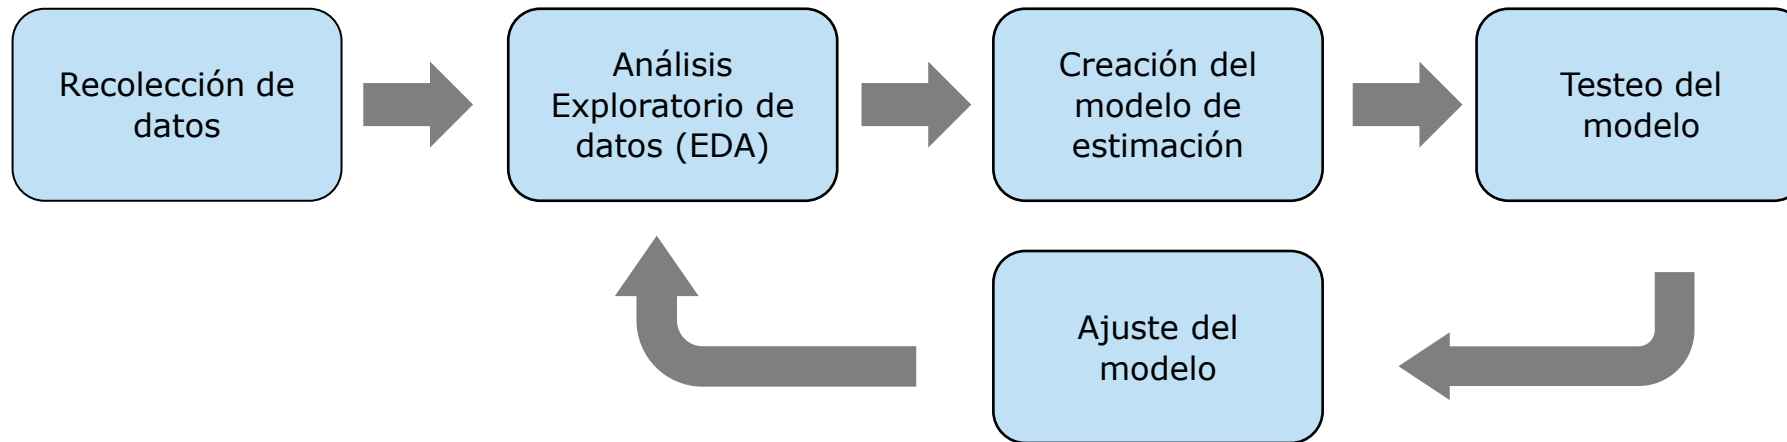 Recolección de
datos
Análisis
Exploratorio de
datos (EDA)
Creación del
modelo de
estimación
Testeo del
modelo
Ajuste del
modelo